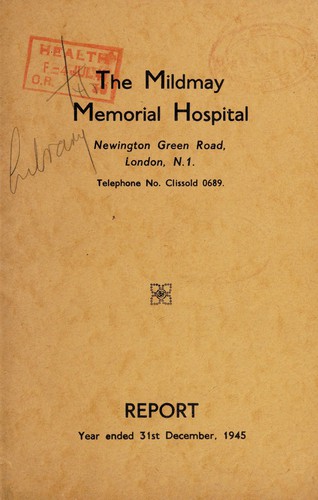 HEALTH
O.R.
The Mildmay
Memorial Hospital
Library
Newington Green Road,
London, N.1.
Telephone No. Clissold 0689.
REPORT
Year ended 31st December, 1945